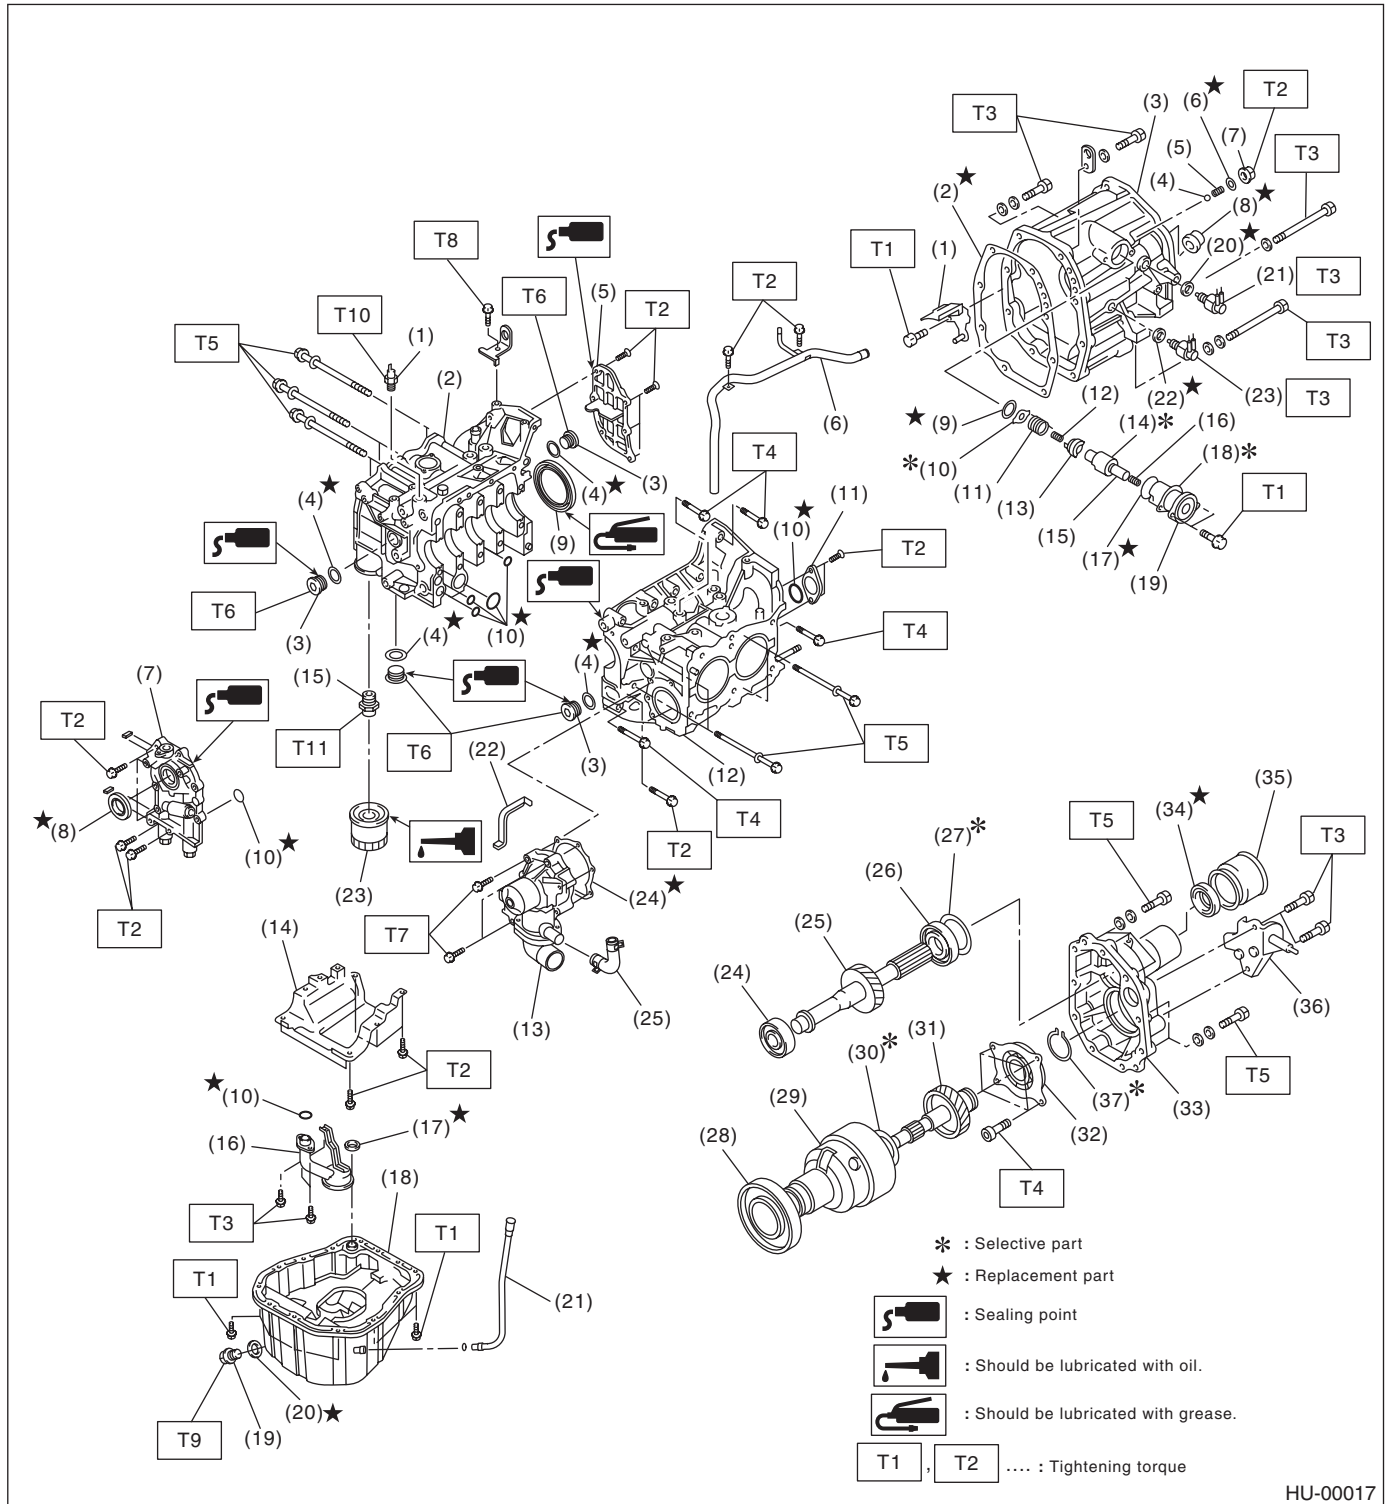 T3
(6)★
T2
(3)
(7)
T3
(5)
(4)
(2)★
(8)★
T8
(20)★
T1
(1)
T6
(5)
T2
T2
(21)
T3
T10
(1)
T5
T3
(2)
(6)
(12)
(22)★
(23)
T3
★(9)
(14)*
(16)
T4
*(10)
(18)*
(4)★
(4)★
(3)
(11)
(13)
T1
(10)★
(11)
(15)
(9)
T2
(17)★
(19)
T6
(3)
(4)★
(10)★
(4)★
T4
(7)
(15)
T2
T11
T6
(22)
(3)
(12)
T5
(35)
★(8)
T4
(34)★
(10)★
T2
(27)*
T5
T3
(23)
(24)★
(26)
T2
T7
(25)
(14)
(24)
(36)
(13)
(25)
(31)
(30)*
T2
T5
★(10)
(37)*
(33)
(17)★
(29)
(32)
(16)
(28)
(18)
T4
T3
T1
* : Selective part
T1
★ : Replacement part
(21)
: Sealing point
: Should be lubricated with oil.
(20)★
: Should be lubricated with grease.
T9
(19)
T1 , T2 .... : Tightening torque
HU-00017